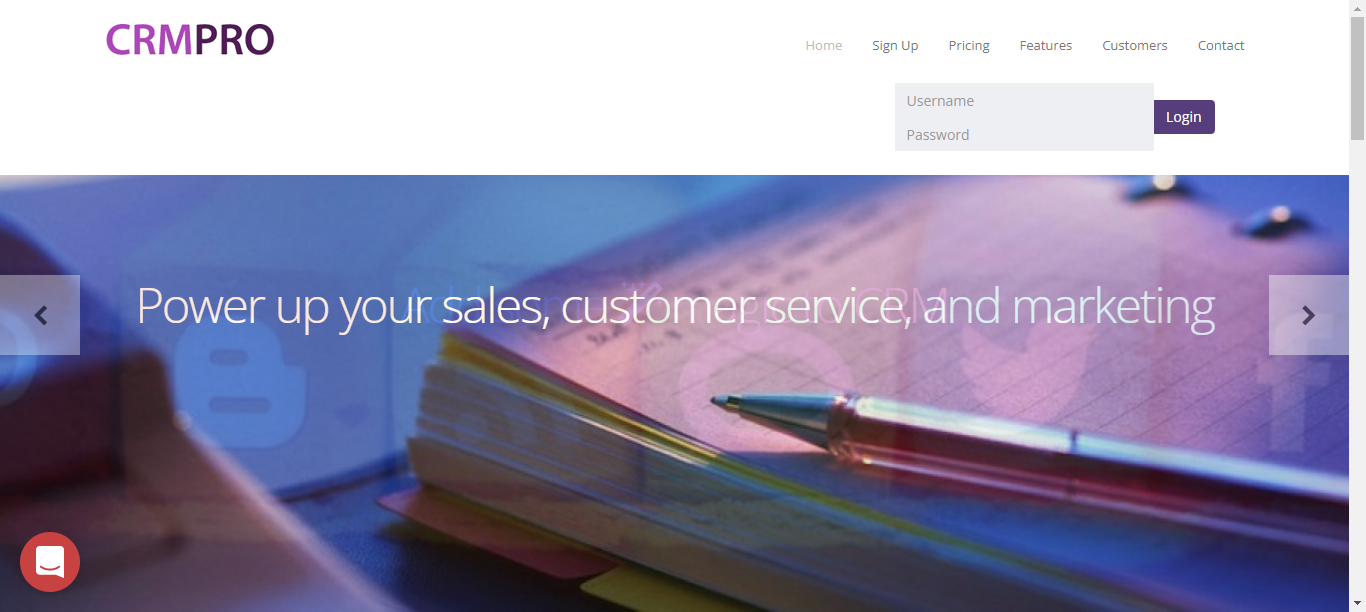 CRMPRO
Home Sign Up Pricing Features Customers Contact
Username
Password
Login
Power up your sales, customer service, and marketing